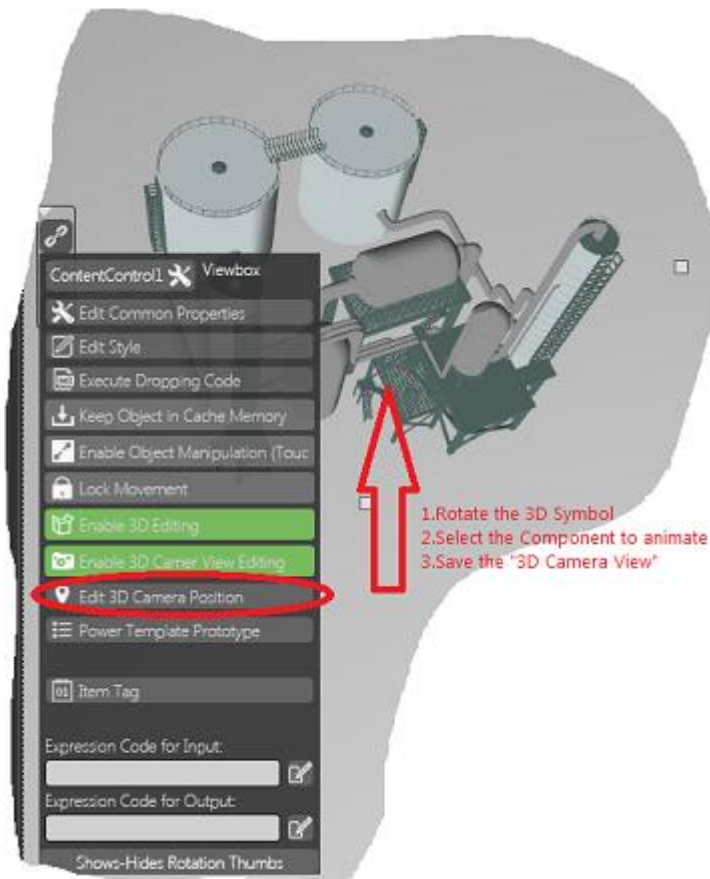 ContentControl1 Viewbox
Edit Common Properties
Edit Style
Execute Dropping Code
Keep Object in Cache Memory
Enable Object Manipulation (Touc
Lock Movement
Enable 3D Editing
Enable 3D Camer View Editing
Edit 3D Camera Position
Power Template Prototype
01 Item Tag
Expression Code for Input:
Expression Code for Output:
Shows-Hides Rotation Thumbs
1.Rotate the 3D Symbol
2.Select the Component to animate
3.Save the "3D Camera View"